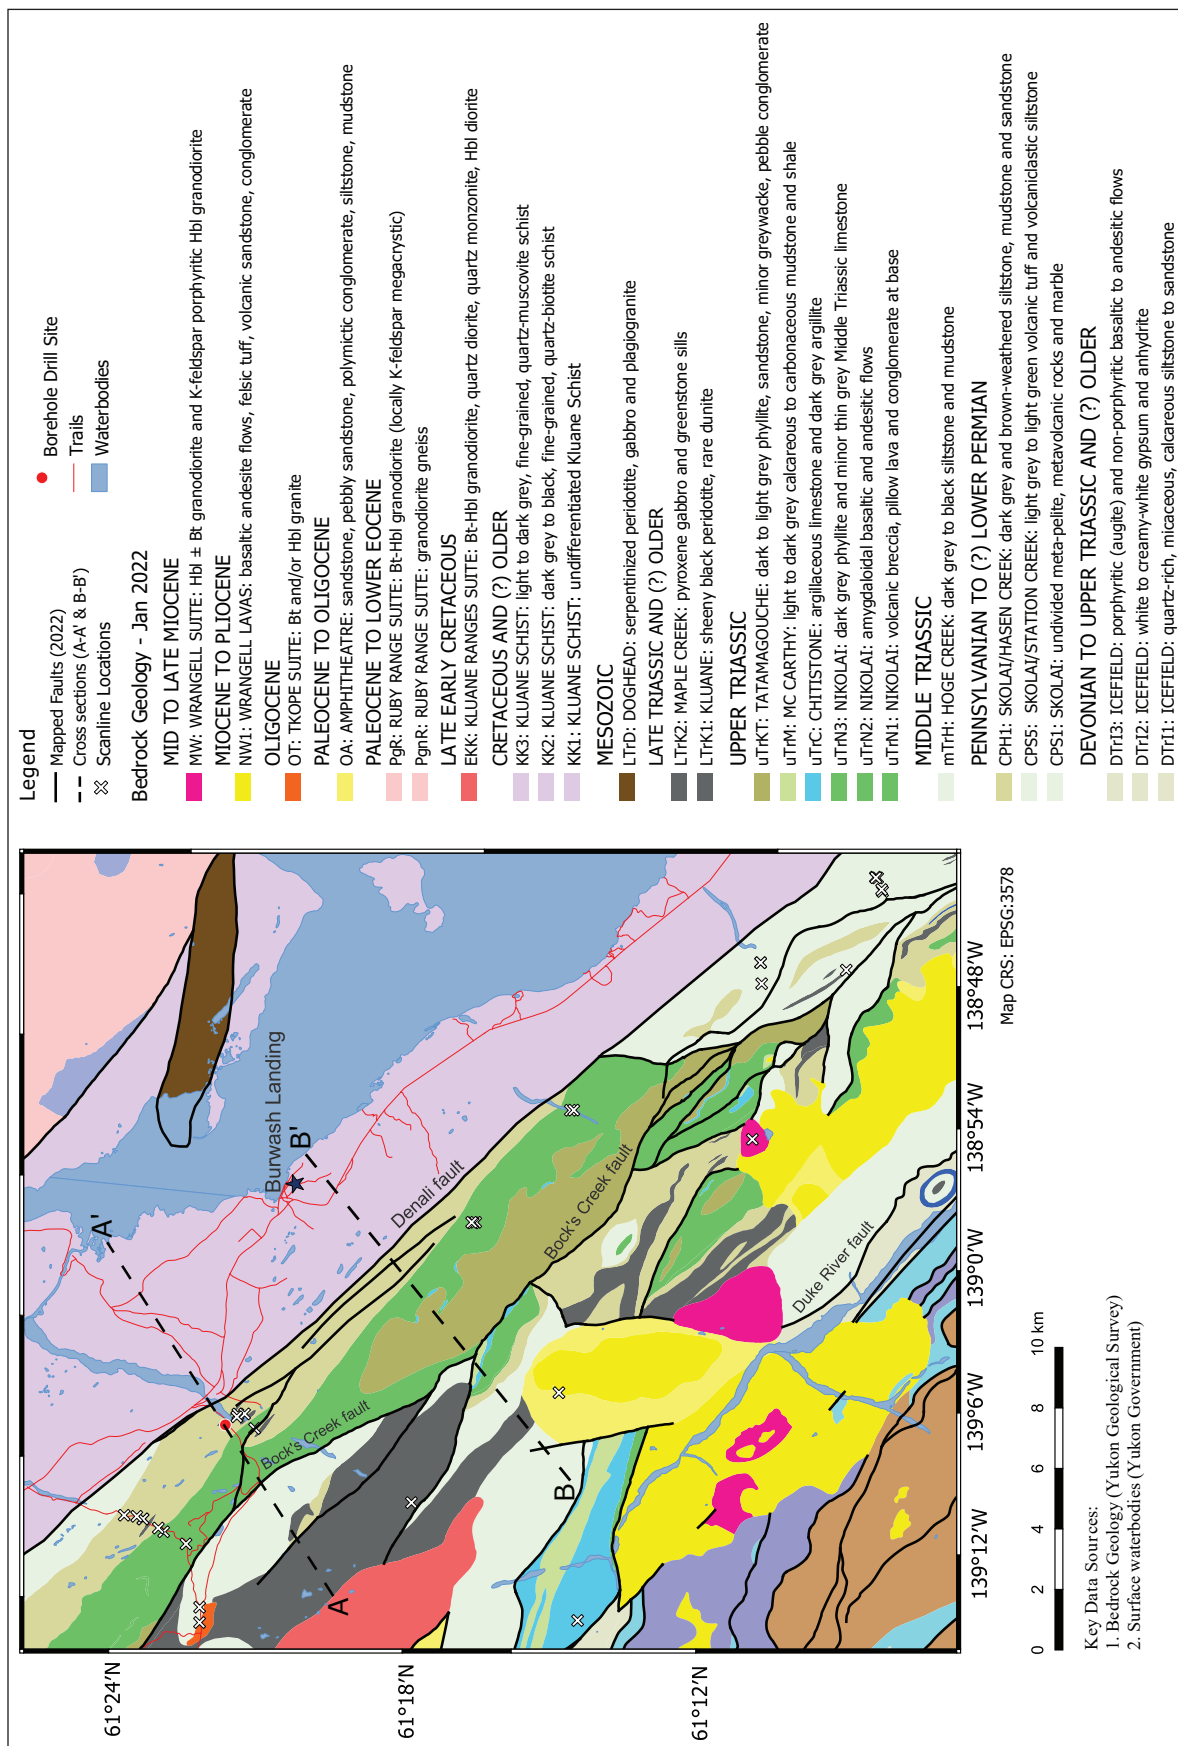 61°24′N
61°18′N
61°12′N
139°12′W
139°6′W
139°0′W
138°54′W
138°48′W
A'
B'
A
B
Burwash Landing
Denali fault
Bock's Creek fault
Bock's Creek fault
Duke River fault
0 2 4 6 8 10 km
Map CRS: EPSG:3578
Key Data Sources:
1. Bedrock Geology (Yukon Geological Survey)
2. Surface waterbodies (Yukon Government)
Legend
Mapped Faults (2022)
Cross sections (A-A' & B-B')
Scanline Locations
Borehole Drill Site
Trails
Waterbodies
Bedrock Geology - Jan 2022
MID TO LATE MIOCENE
MW: WRANGELL SUITE: Hbl ± Bt granodiorite and K-feldspar porphyritic Hbl granodiorite
MIOCENE TO PLIOCENE
NW1: WRANGELL LAVAS: basaltic andesite flows, felsic tuff, volcanic sandstone, conglomerate
OLIGOCENE
OT: TKOPE SUITE: Bt and/or Hbl granite
PALEOCENE TO OLIGOCENE
OA: AMPHITHEATRE: sandstone, pebbly sandstone, polymictic conglomerate, siltstone, mudstone
PALEOCENE TO LOWER EOCENE
PgR: RUBY RANGE SUITE: Bt-Hbl granodiorite (locally K-feldspar megacrystic)
PgnR: RUBY RANGE SUITE: granodiorite gneiss
LATE EARLY CRETACEOUS
EKK: KLUANE RANGES SUITE: Bt-Hbl granodiorite, quartz diorite, quartz monzonite, Hbl diorite
CRETACEOUS AND (?) OLDER
KK3: KLUANE SCHIST: light to dark grey, fine-grained, quartz-muscovite schist
KK2: KLUANE SCHIST: dark grey to black, fine-grained, quartz-biotite schist
KK1: KLUANE SCHIST: undifferentiated Kluane Schist
MESOZOIC
LTrD: DOGHEAD: serpentinized peridotite, gabbro and plagiogranite
LATE TRIASSIC AND (?) OLDER
LTrK2: MAPLE CREEK: pyroxene gabbro and greenstone sills
LTrK1: KLUANE: sheeny black peridotite, rare dunite
UPPER TRIASSIC
uTrKT: TATAMAGOUCHE: dark to light grey phyllite, sandstone, minor greywacke, pebble conglomerate
uTrM: MC CARTHY: light to dark grey calcareous to carbonaceous mudstone and shale
uTrC: CHITISTONE: argillaceous limestone and dark grey argillite
uTrN3: NIKOLAI: dark grey phyllite and minor thin grey Middle Triassic limestone
uTrN2: NIKOLAI: amygdaloidal basaltic and andesitic flows
uTrN1: NIKOLAI: volcanic breccia, pillow lava and conglomerate at base
MIDDLE TRIASSIC
mTrH: HOGE CREEK: dark grey to black siltstone and mudstone
PENNSYLVANIAN TO (?) LOWER PERMIAN
CPH1: SKOLAI/HASEN CREEK: dark grey and brown-weathered siltstone, mudstone and sandstone
CPS5: SKOLAI/STATION CREEK: light grey to light green volcanic tuff and volcaniclastic siltstone
CPS1: SKOLAI: undivided meta-pelite, metavolcanic rocks and marble
DEVONIAN TO UPPER TRIASSIC AND (?) OLDER
DTrI3: ICEFIELD: porphyritic (augite) and non-porphyritic basaltic to andesitic flows
DTrI2: ICEFIELD: white to creamy-white gypsum and anhydrite
DTrI1: ICEFIELD: quartz-rich, micaceous, calcareous siltstone to sandstone